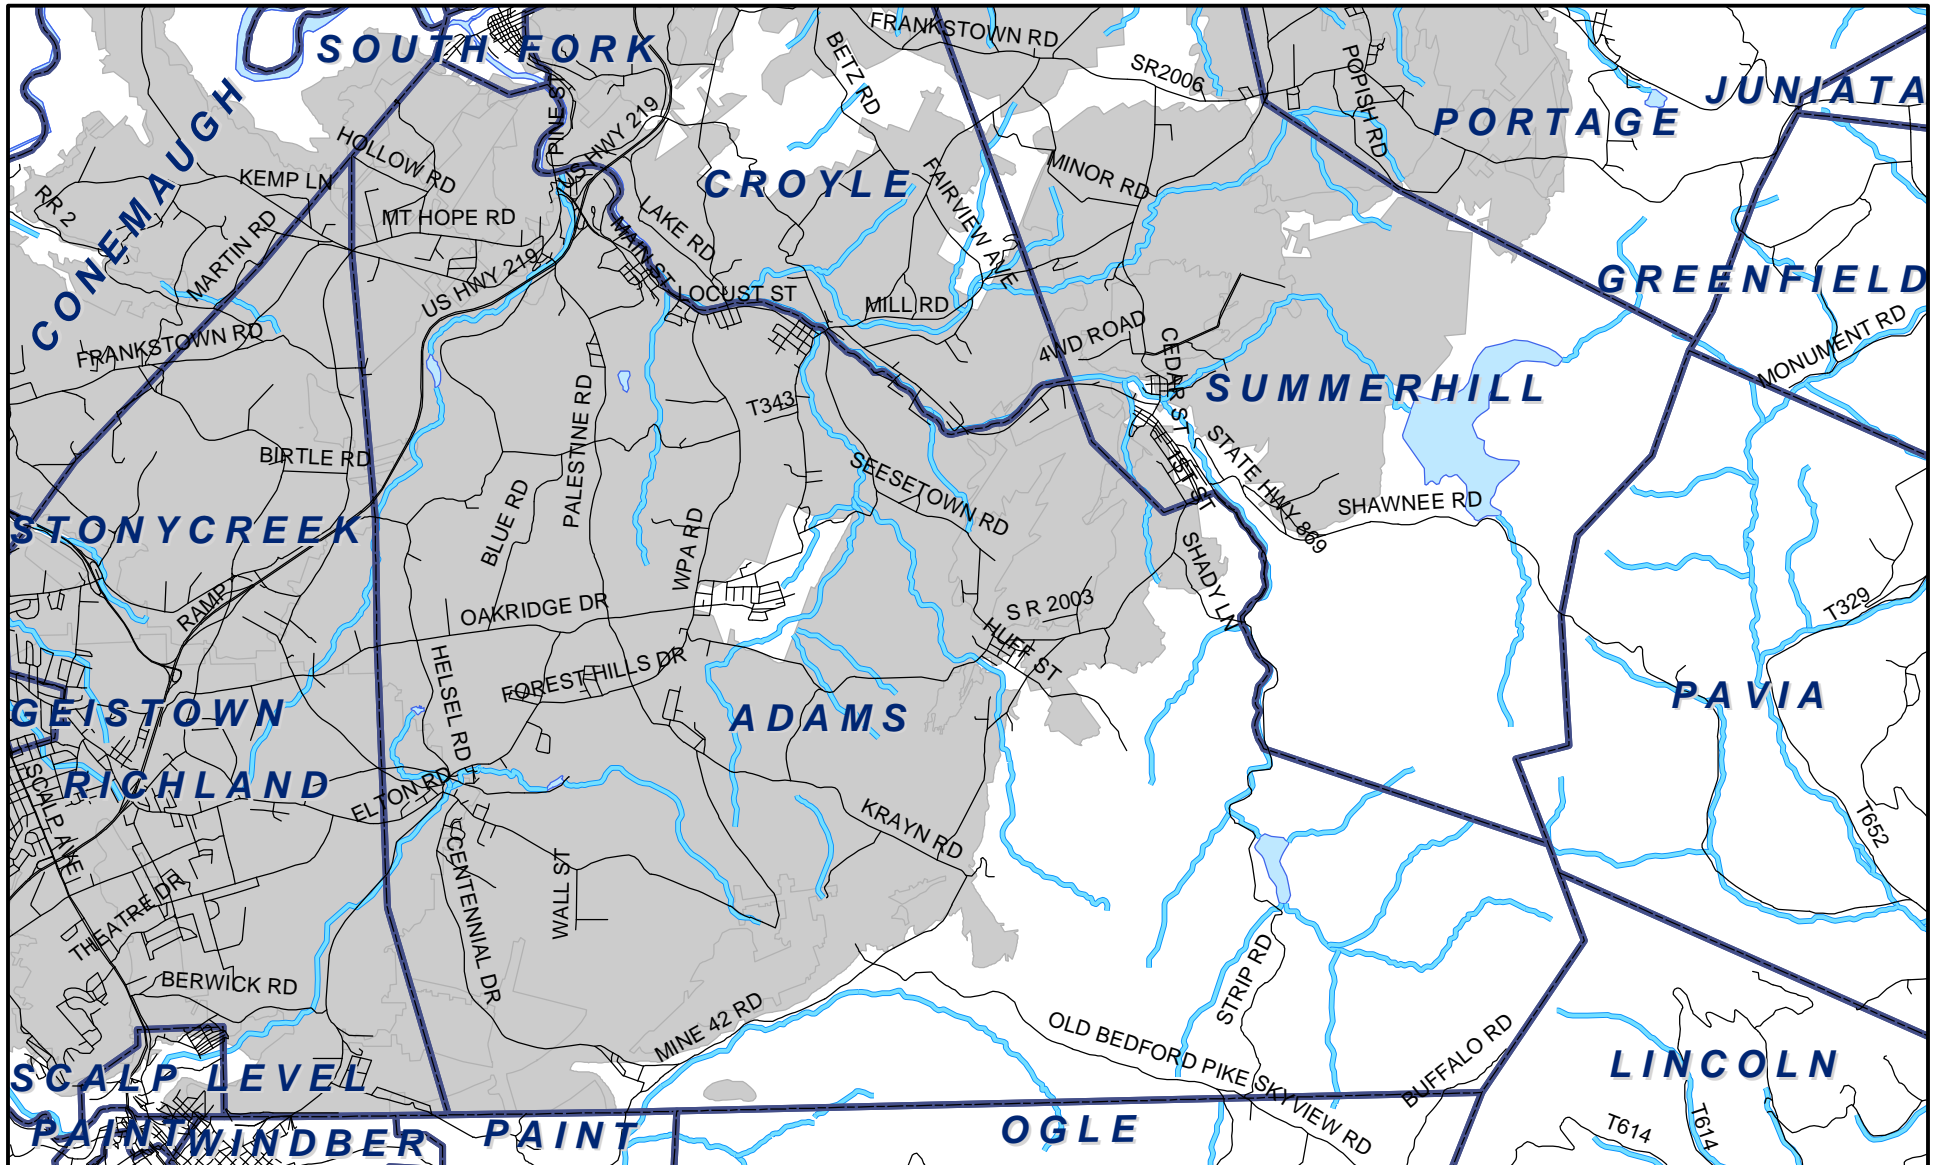 FRANKSTOWN RD
SOUTH FORK
BETZ RD
SR2006
POPISH RD
JUNIATA
PORTAGE
CONEMAUGH
PINE ST
US HWY 219
HOLLOW RD
KEMP LN
CROYLE
FAIRVIEW AVE
MINOR RD
RR 2
MARTIN RD
MT HOPE RD
MAIN ST
LAKE RD
US HWY 219
LOCUST ST
MILL RD
GREENFIELD
FRANKSTOWN RD
4WD ROAD
CEDAR ST
MONUMENT RD
SUMMERHILL
PALESTINE RD
T343
BIRTLE RD
SEESETOWN RD
1ST ST
STATE HWY 869
SHAWNEE RD
STONYCREEK
BLUE RD
WPA RD
SHADY LN
RAMP
OAKRIDGE DR
S R 2003
HUFF ST
T329
HELSEL RD
FOREST HILLS DR
GEISTOWN
ADAMS
PAVIA
RICHLAND
SCALP AVE
ELTON RD
KRAYN RD
T652
CENTENNIAL DR
WALL ST
THEATRE DR
BERWICK RD
STRIP RD
MINE 42 RD
OLD BEDFORD PIKE
SKYVIEW RD
BUFFALO RD
LINCOLN
SCALP LEVEL
PAINT
WINDBER
PAINT
OGLE
T614
T614